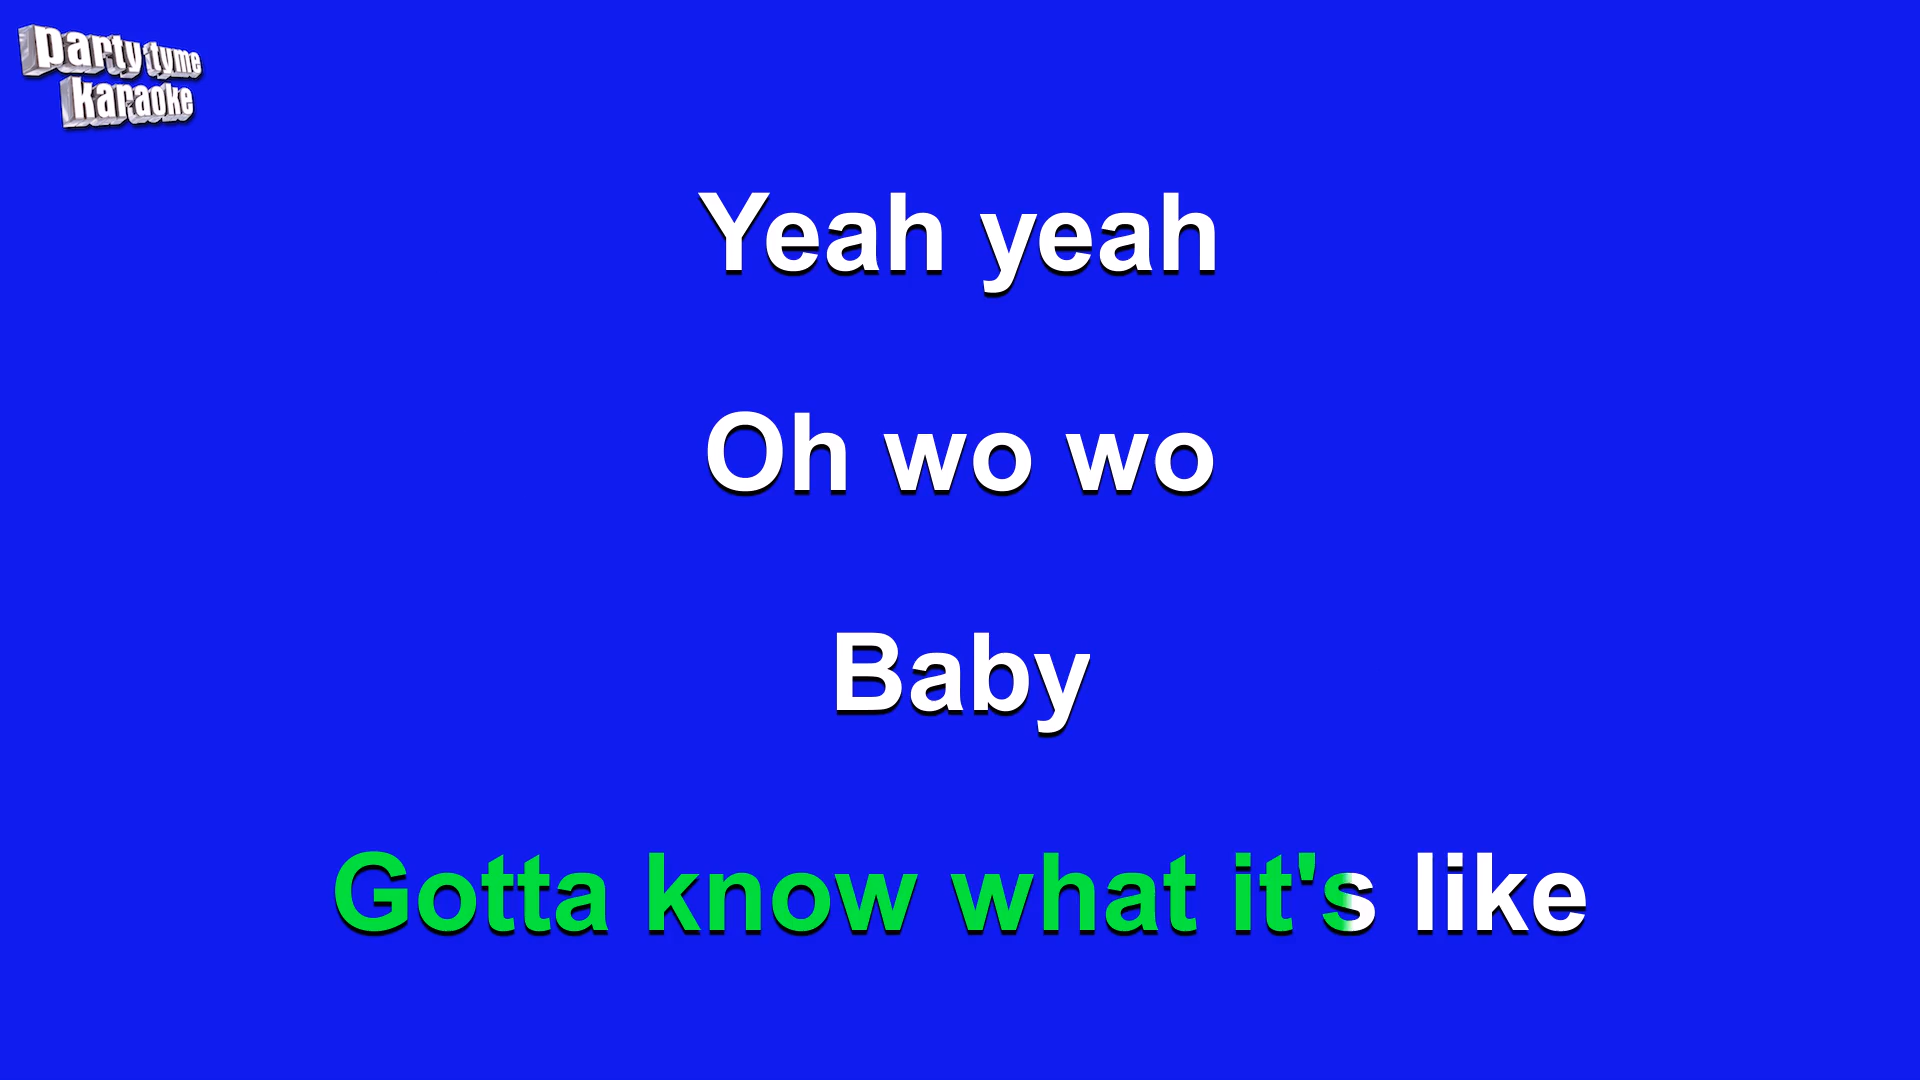 party tyme
karaoke
Yeah yeah
Oh wo wo
Baby
Gotta know what it's like